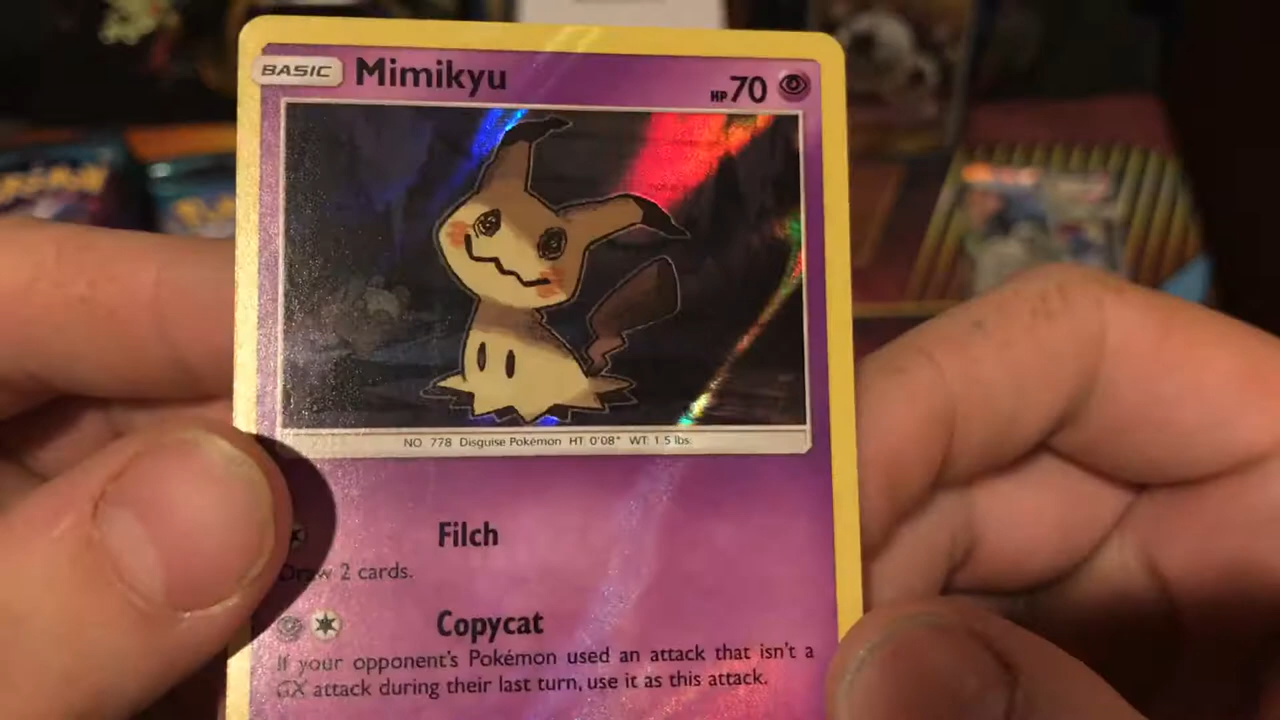 BASIC Mimikyu HP 70
NO. 778 Disguise Pokémon HT: 0'08" WT: 1.5 lbs.
Filch
Draw 2 cards.
Copycat
If your opponent's Pokémon used an attack that isn't a
GX attack during their last turn, use it as this attack.